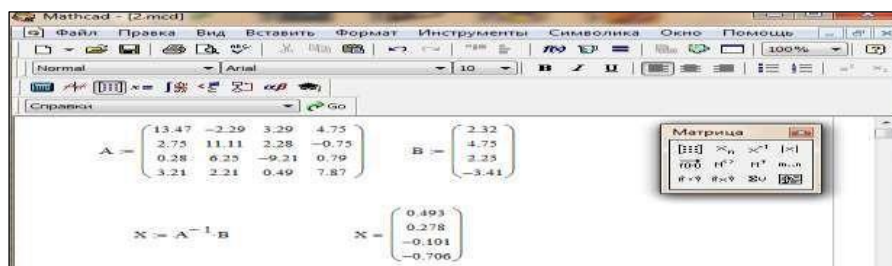 Mathcad - [2.mcd]
Файл Правка Вид Вставить Формат Инструменты Символика Окно Помощь
100%
Normal Arial 10 B I U
αβ
Справки Go
A := ( 13.47 -2.29 3.29 4.75
2.75 11.11 2.28 -0.75
0.28 6.25 -9.21 0.79
3.21 2.21 0.49 7.87 )
B := ( 2.32
4.75
2.25
-3.41 )
Матрица
X := A⁻¹·B
X = ( 0.493
0.278
-0.101
-0.706 )